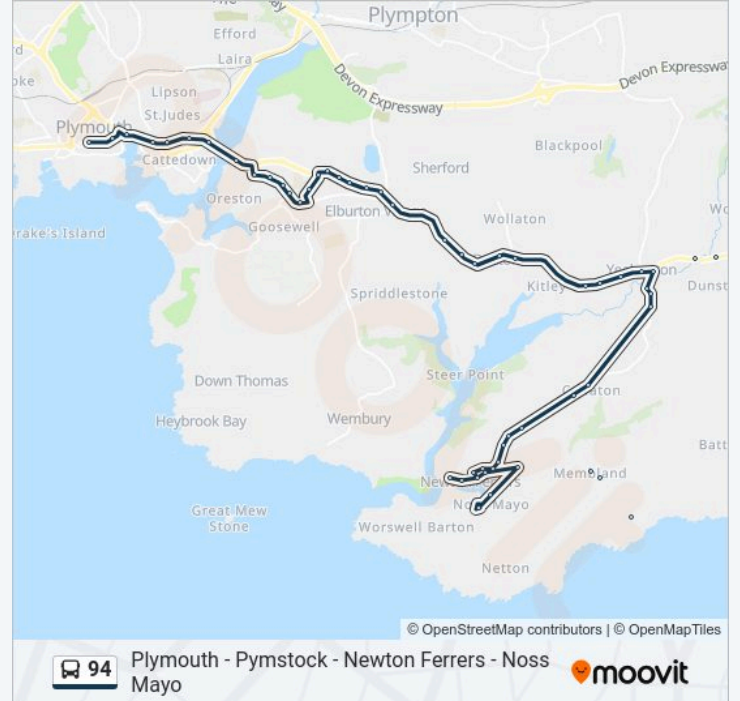 Plympton
Efford
Laira
Devon Expressway
Devon Expressway
Lipson
St.Judes
Plymouth
Blackpool
Cattedown
Sherford
Oreston
Elburton
Wollaton
Goosewell
Drake's Island
Kitley
Dunst
Spriddlestone
Steer Point
Down Thomas
Heybrook Bay
Wembury
Batt
Membland
Great Mew
Stone
Worswell Barton
Netton
© OpenStreetMap contributors | © OpenMapTiles
94
Plymouth - Pymstock - Newton Ferrers - Noss
Mayo
moovit